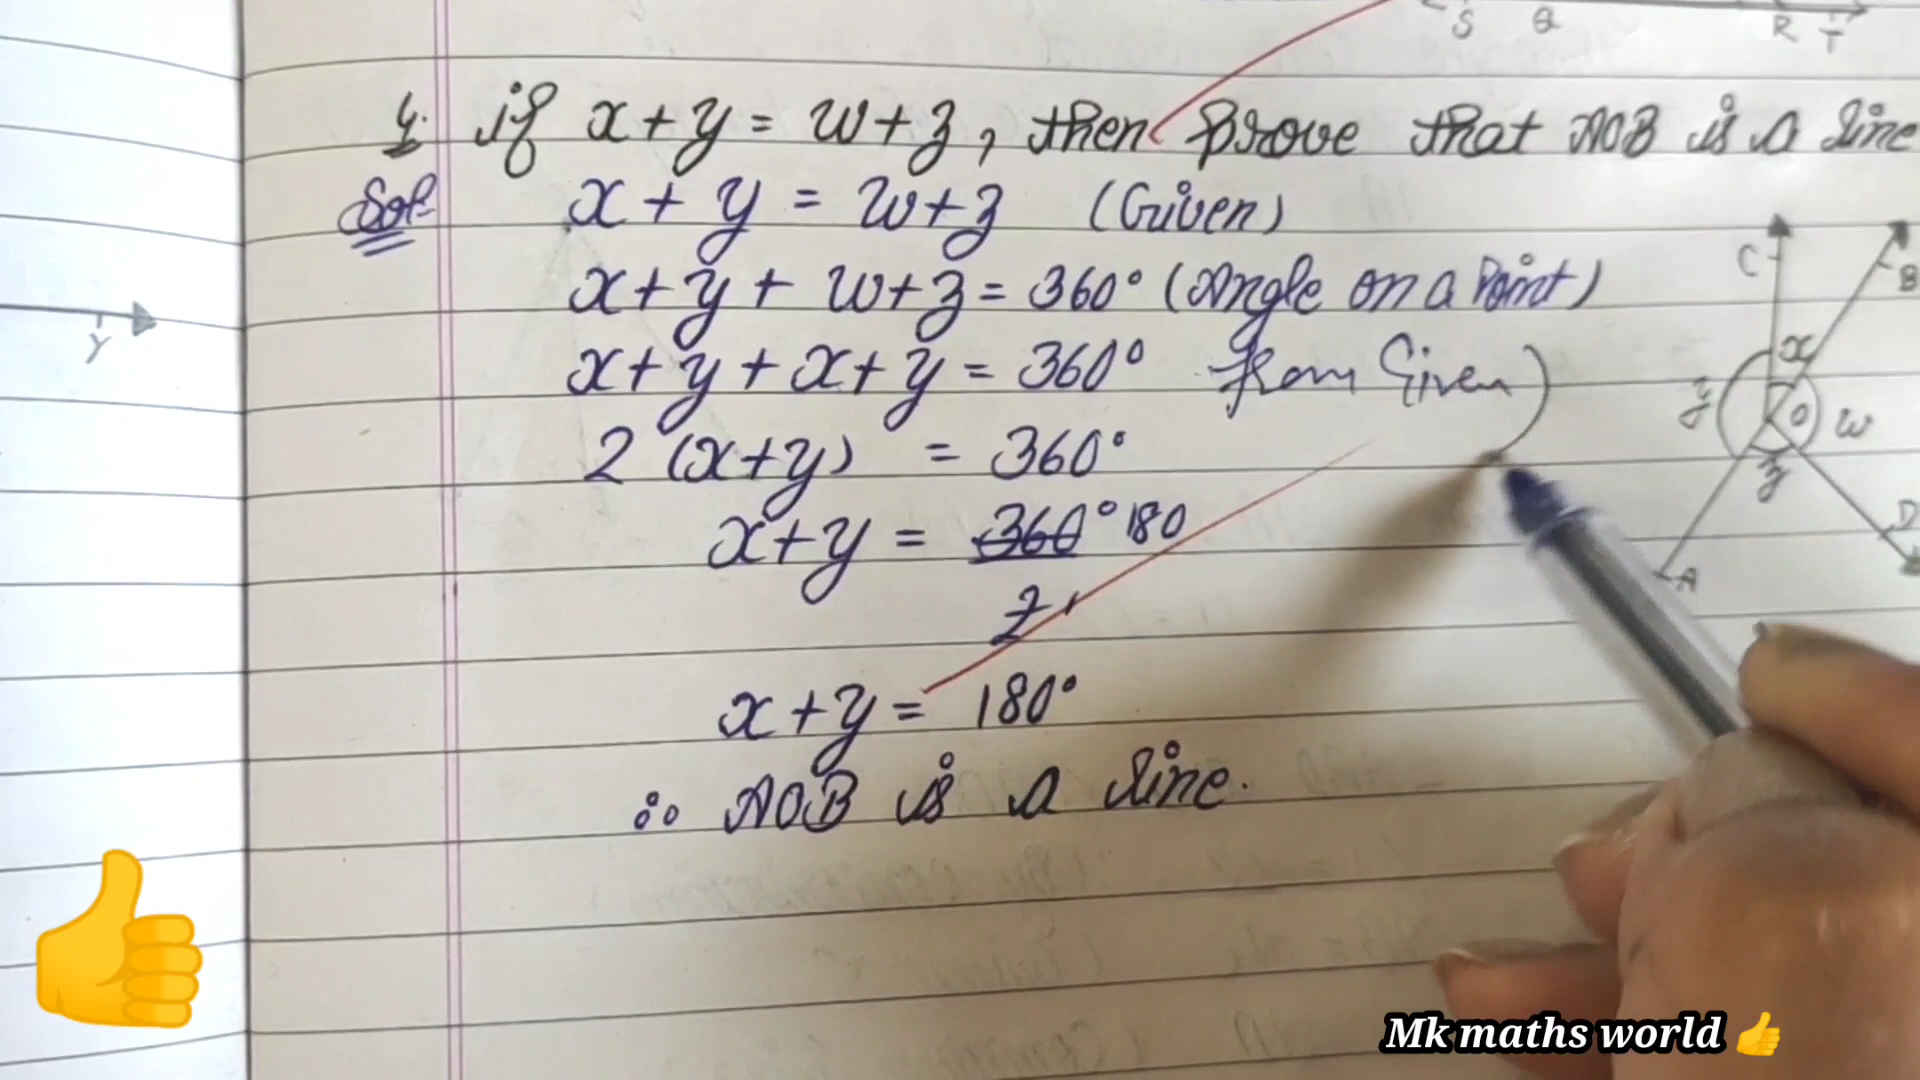 S Q R T
4. if x + y = w + z, then prove that AOB is a line
Sol- x + y = w + z (Given)
x + y + w + z = 360° (Angle on a Point)
x + y + x + y = 360° from Given)
2 (x+y) = 360°
x+y = 360° 180
2 1
x + y = 180°
∴ AOB is a line.
Y
C B
x
y O w
z
D
A
Mk maths world 👍